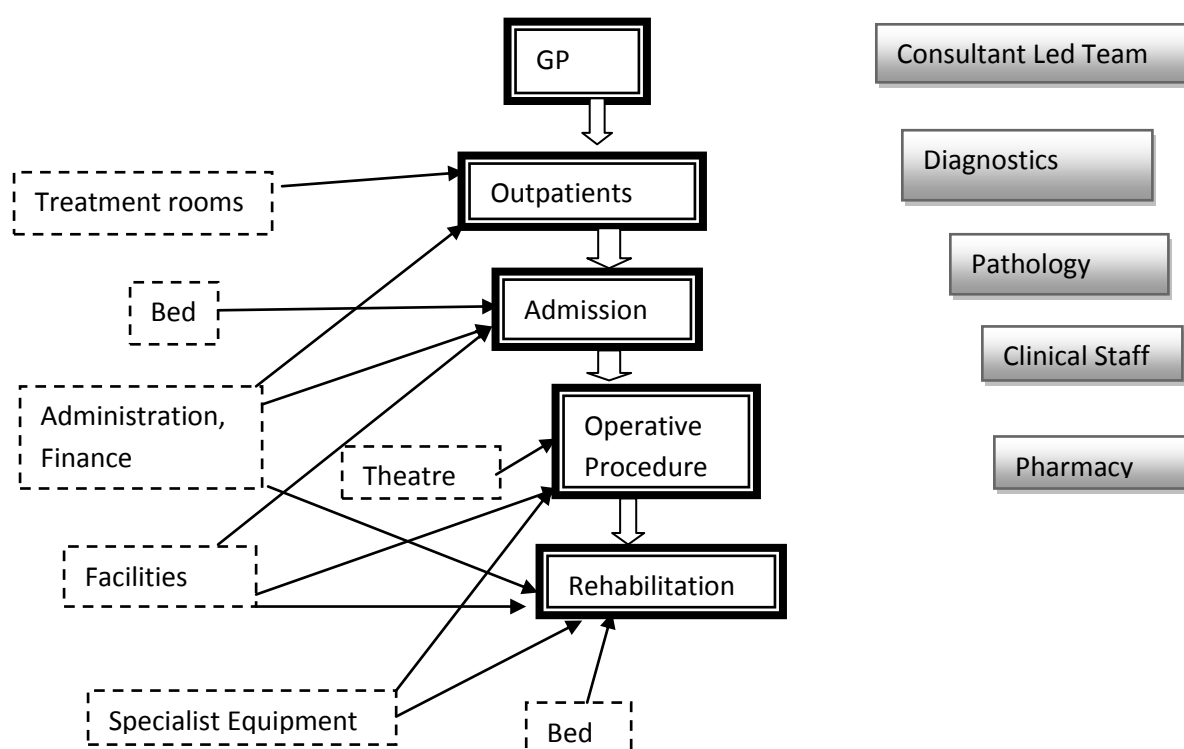 GP
Consultant Led Team
Diagnostics
Treatment rooms
Outpatients
Pathology
Bed
Admission
Clinical Staff
Administration,
Finance
Operative
Procedure
Theatre
Pharmacy
Facilities
Rehabilitation
Specialist Equipment
Bed